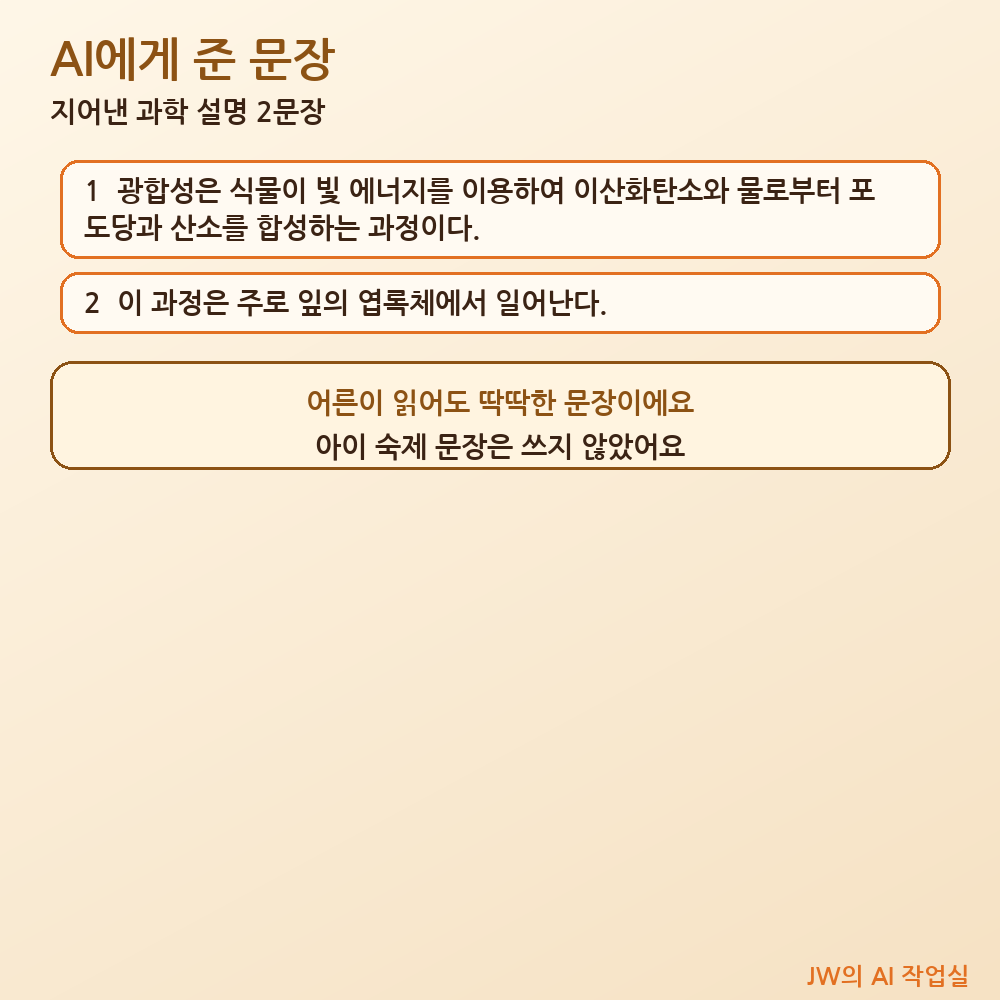 AI에게 준 문장
지어낸 과학 설명 2문장
1 광합성은 식물이 빛 에너지를 이용하여 이산화탄소와 물로부터 포
도당과 산소를 합성하는 과정이다.
2 이 과정은 주로 잎의 엽록체에서 일어난다.
어른이 읽어도 딱딱한 문장이에요
아이 숙제 문장은 쓰지 않았어요
JW의 AI 작업실